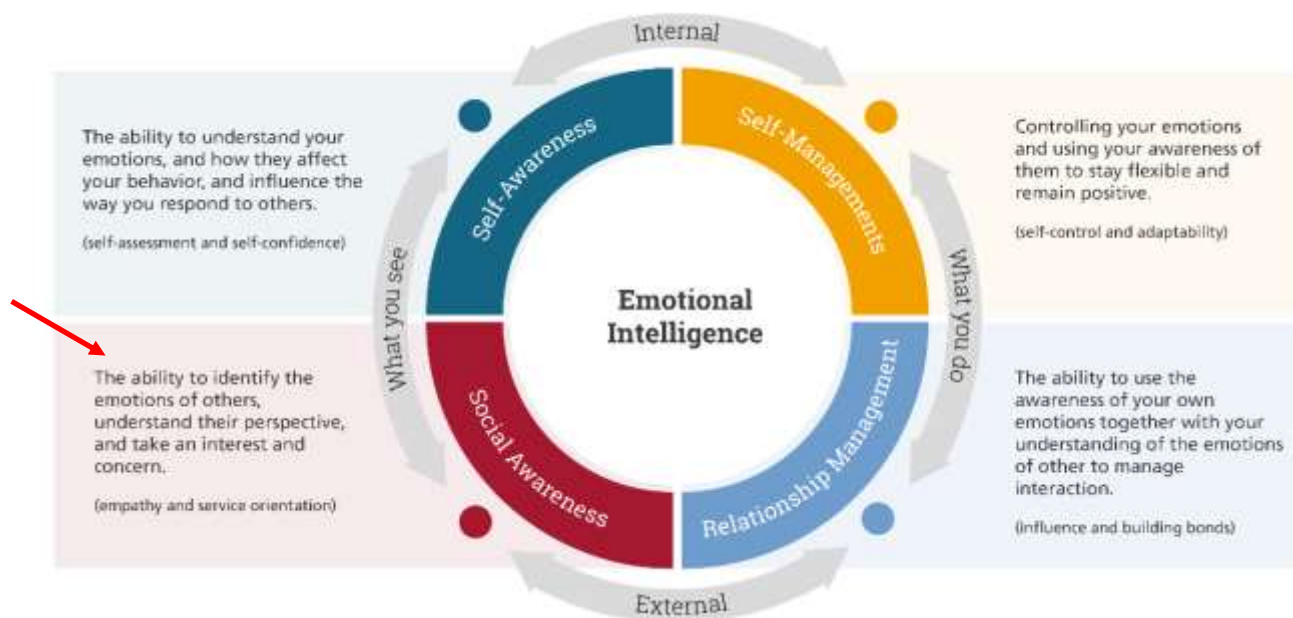 Internal
The ability to understand your
emotions, and how they affect
your behavior, and influence the
way you respond to others.
(self-assessment and self-confidence)
Self-Awareness
Self-Managements
Controlling your emotions
and using your awareness of
them to stay flexible and
remain positive.
(self-control and adaptability)
What you see
Emotional
Intelligence
What you do
The ability to identify the
emotions of others,
understand their perspective,
and take an interest and
concern.
(empathy and service orientation)
Social Awareness
Relationship Management
The ability to use the
awareness of your own
emotions together with your
understanding of the emotions
of other to manage
interaction.
(influence and building bonds)
External